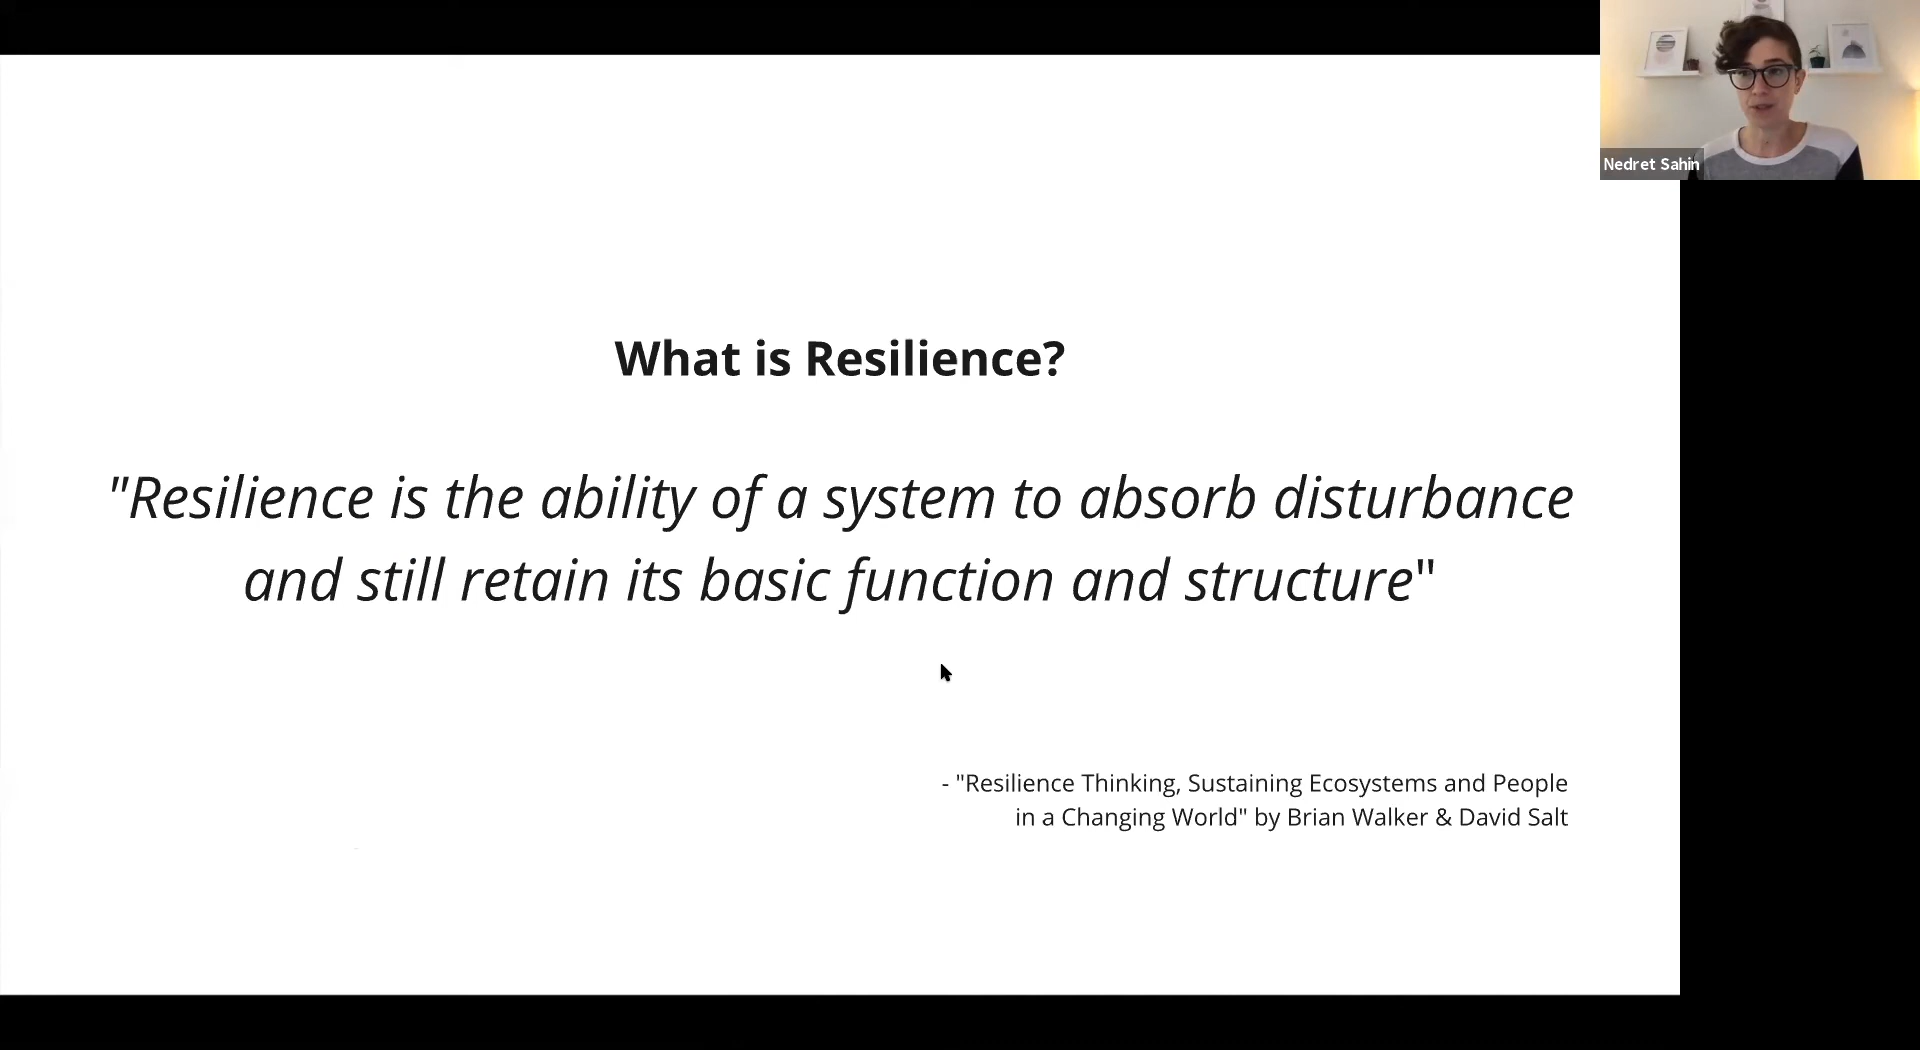 Nedret Sahin
What is Resilience?
"Resilience is the ability of a system to absorb disturbance
and still retain its basic function and structure"
- "Resilience Thinking, Sustaining Ecosystems and People
in a Changing World" by Brian Walker & David Salt